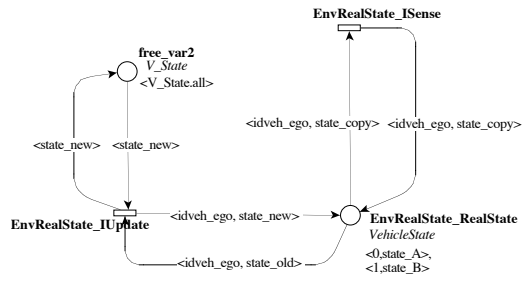 EnvRealState_ISense
free_var2
V_State
<V_State.all>
<idveh_ego, state_copy>
<idveh_ego, state_copy>
<state_new>
<state_new>
EnvRealState_IUpdate
<idveh_ego, state_new>
EnvRealState_RealState
VehicleState
<0,state_A>,
<1,state_B>
<idveh_ego, state_old>